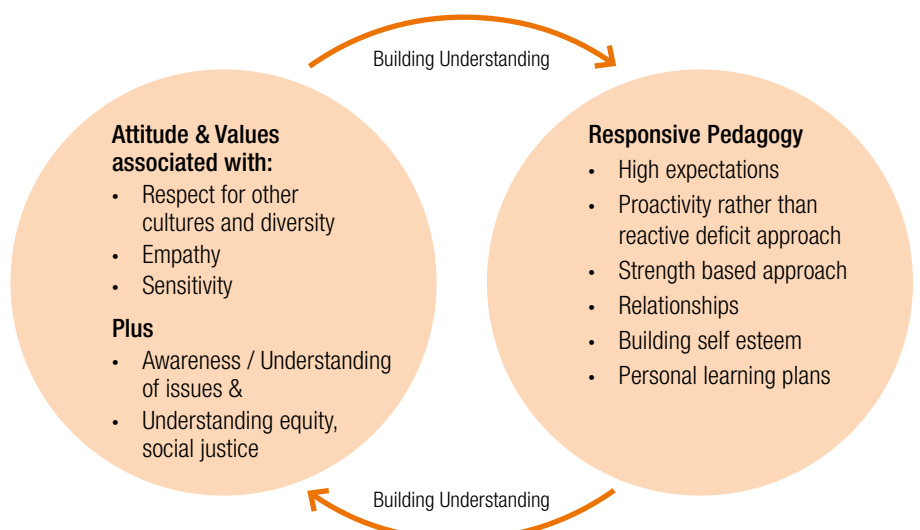 Building Understanding
Attitude & Values
associated with:
• Respect for other
cultures and diversity
• Empathy
• Sensitivity
Plus
• Awareness / Understanding
of issues &
• Understanding equity,
social justice
Responsive Pedagogy
• High expectations
• Proactivity rather than
reactive deficit approach
• Strength based approach
• Relationships
• Building self esteem
• Personal learning plans
Building Understanding